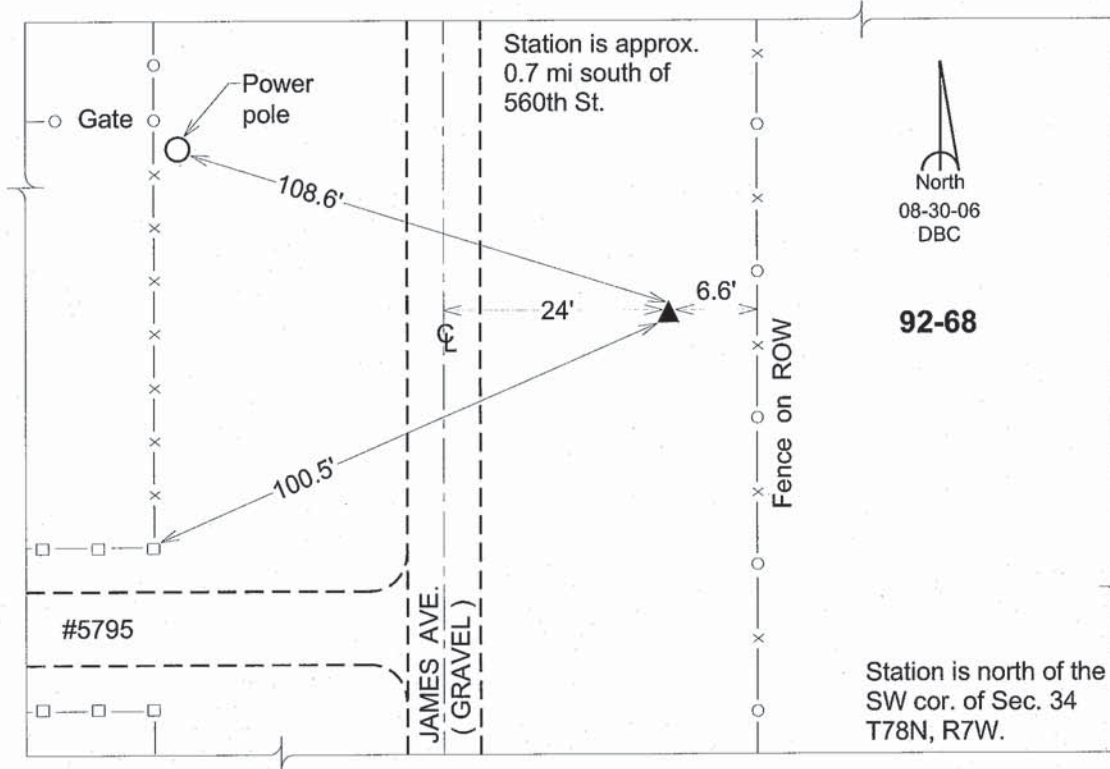 Station is approx.
0.7 mi south of
560th St.
Power
pole
Gate
North
08-30-06
DBC
108.6'
24'
6.6'
92-68
℄
Fence on ROW
100.5'
#5795
JAMES AVE.
( GRAVEL )
Station is north of the
SW cor. of Sec. 34
T78N, R7W.